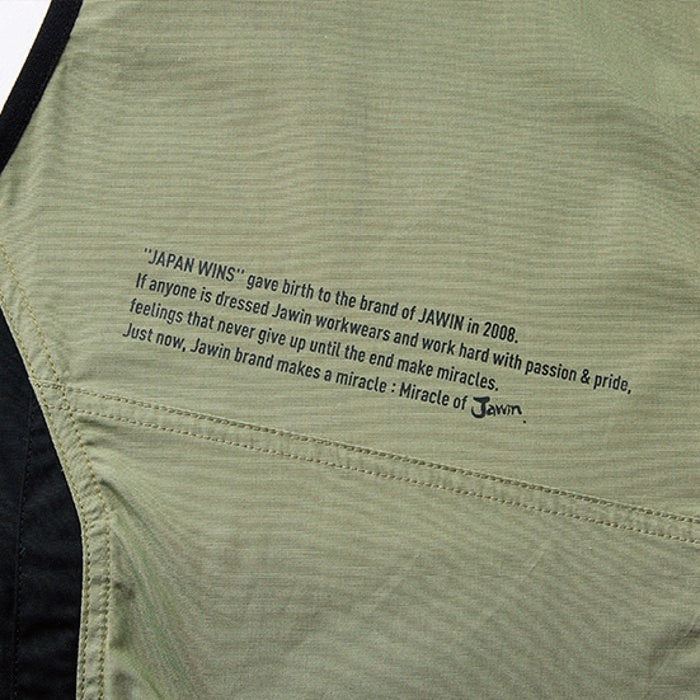 "JAPAN WINS" gave birth to the brand of JAWIN in 2008.
If anyone is dressed Jawin workwears and work hard with passion & pride,
feelings that never give up until the end make miracles.
Just now, Jawin brand makes a miracle : Miracle of Jawin.